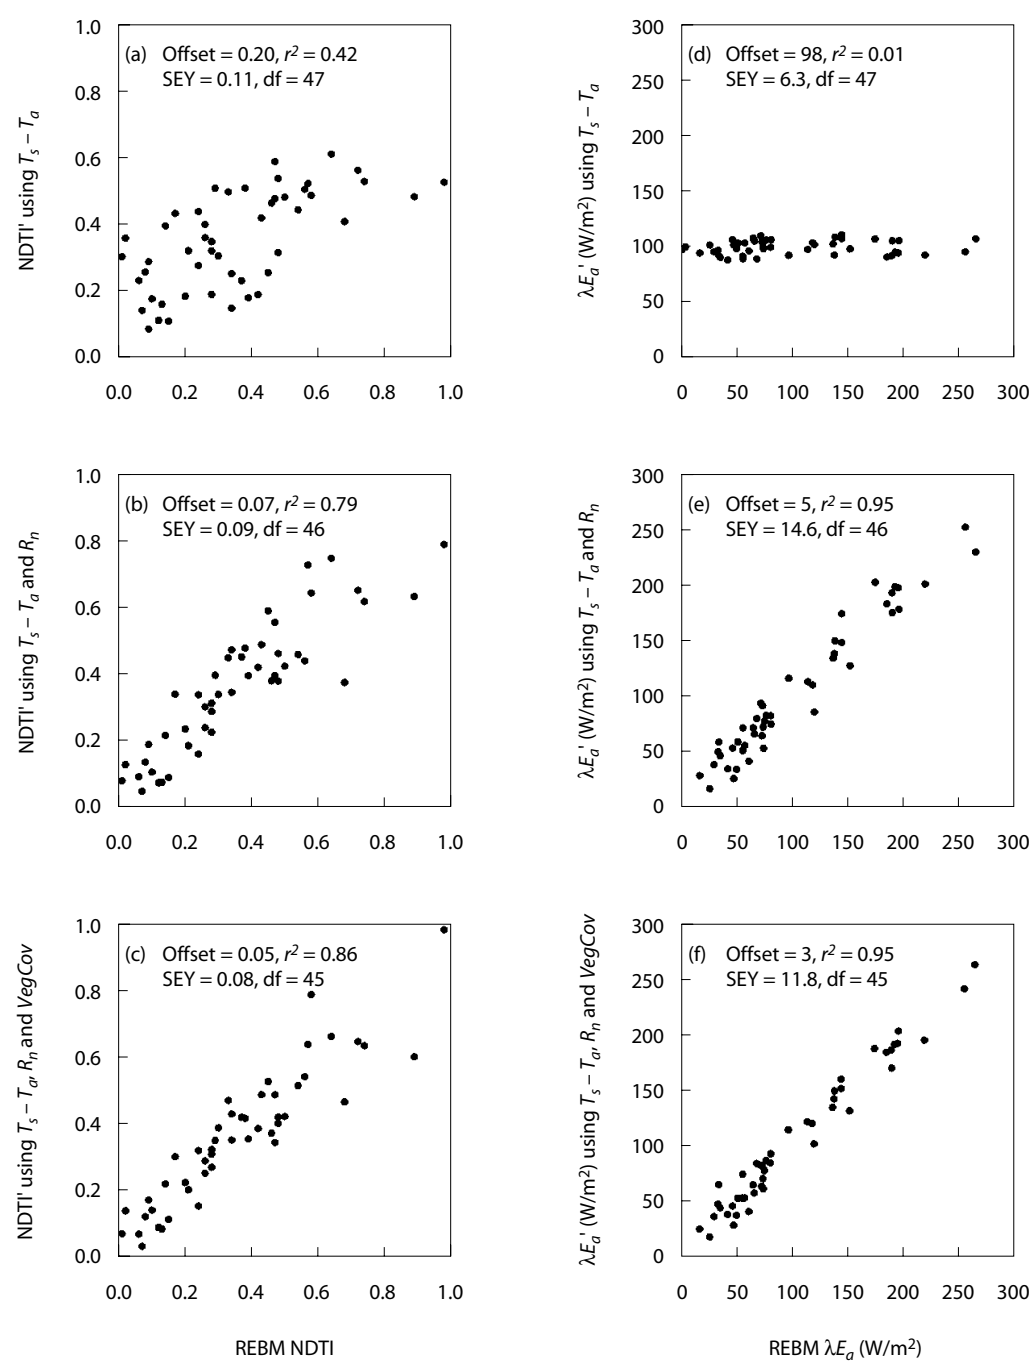 (a) Offset = 0.20, r² = 0.42
SEY = 0.11, df = 47
NDTI' using Tₛ – Tₐ
1.0
0.8
0.6
0.4
0.2
0.0
0.0 0.2 0.4 0.6 0.8 1.0
(d) Offset = 98, r² = 0.01
SEY = 6.3, df = 47
λEₐ' (W/m²) using Tₛ – Tₐ
300
250
200
150
100
50
0
0 50 100 150 200 250 300
(b) Offset = 0.07, r² = 0.79
SEY = 0.09, df = 46
NDTI' using Tₛ – Tₐ and Rₙ
1.0
0.8
0.6
0.4
0.2
0.0
0.0 0.2 0.4 0.6 0.8 1.0
(e) Offset = 5, r² = 0.95
SEY = 14.6, df = 46
λEₐ' (W/m²) using Tₛ – Tₐ and Rₙ
300
250
200
150
100
50
0
0 50 100 150 200 250 300
(c) Offset = 0.05, r² = 0.86
SEY = 0.08, df = 45
NDTI' using Tₛ – Tₐ, Rₙ and VegCov
1.0
0.8
0.6
0.4
0.2
0.0
0.0 0.2 0.4 0.6 0.8 1.0
REBM NDTI
(f) Offset = 3, r² = 0.95
SEY = 11.8, df = 45
λEₐ' (W/m²) using Tₛ – Tₐ, Rₙ and VegCov
300
250
200
150
100
50
0
0 50 100 150 200 250 300
REBM λEₐ (W/m²)